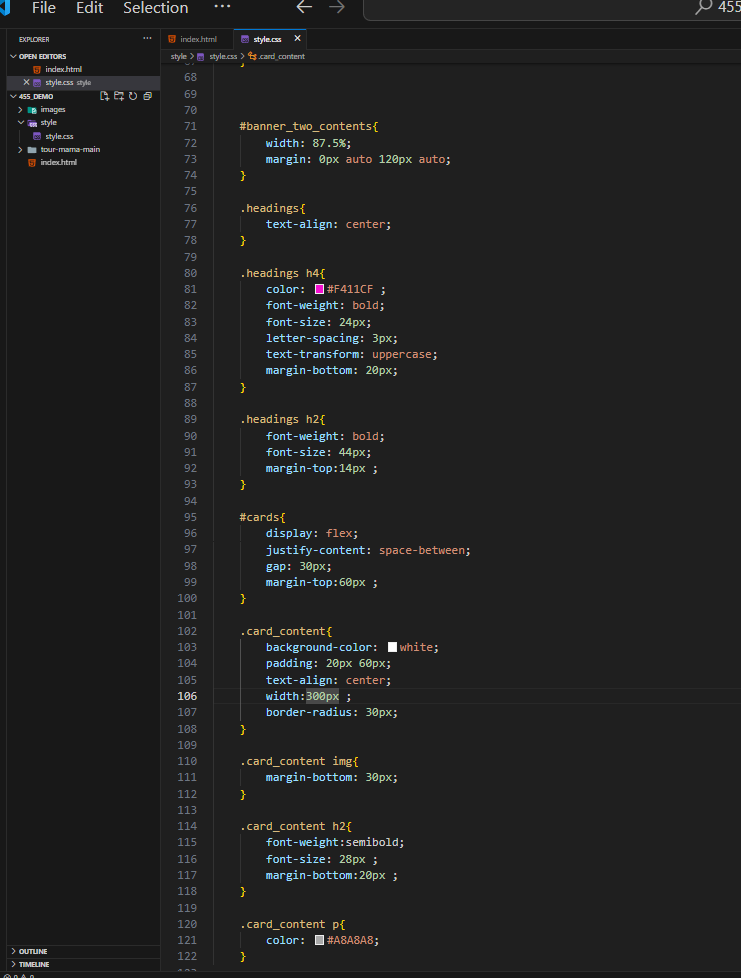 File Edit Selection ··· 455
EXPLORER ···
OPEN EDITORS
index.html
style.css style
455_DEMO
images
style
style.css
tour-mama-main
index.html
OUTLINE
TIMELINE
index.html style.css
style > style.css > .card_content
67 }
68
69
70
71 #banner_two_contents{
72 width: 87.5%;
73 margin: 0px auto 120px auto;
74 }
75
76 .headings{
77 text-align: center;
78 }
79
80 .headings h4{
81 color: #F411CF ;
82 font-weight: bold;
83 font-size: 24px;
84 letter-spacing: 3px;
85 text-transform: uppercase;
86 margin-bottom: 20px;
87 }
88
89 .headings h2{
90 font-weight: bold;
91 font-size: 44px;
92 margin-top:14px ;
93 }
94
95 #cards{
96 display: flex;
97 justify-content: space-between;
98 gap: 30px;
99 margin-top:60px ;
100 }
101
102 .card_content{
103 background-color: white;
104 padding: 20px 60px;
105 text-align: center;
106 width:300px ;
107 border-radius: 30px;
108 }
109
110 .card_content img{
111 margin-bottom: 30px;
112 }
113
114 .card_content h2{
115 font-weight:semibold;
116 font-size: 28px ;
117 margin-bottom:20px ;
118 }
119
120 .card_content p{
121 color: #A8A8A8;
122 }